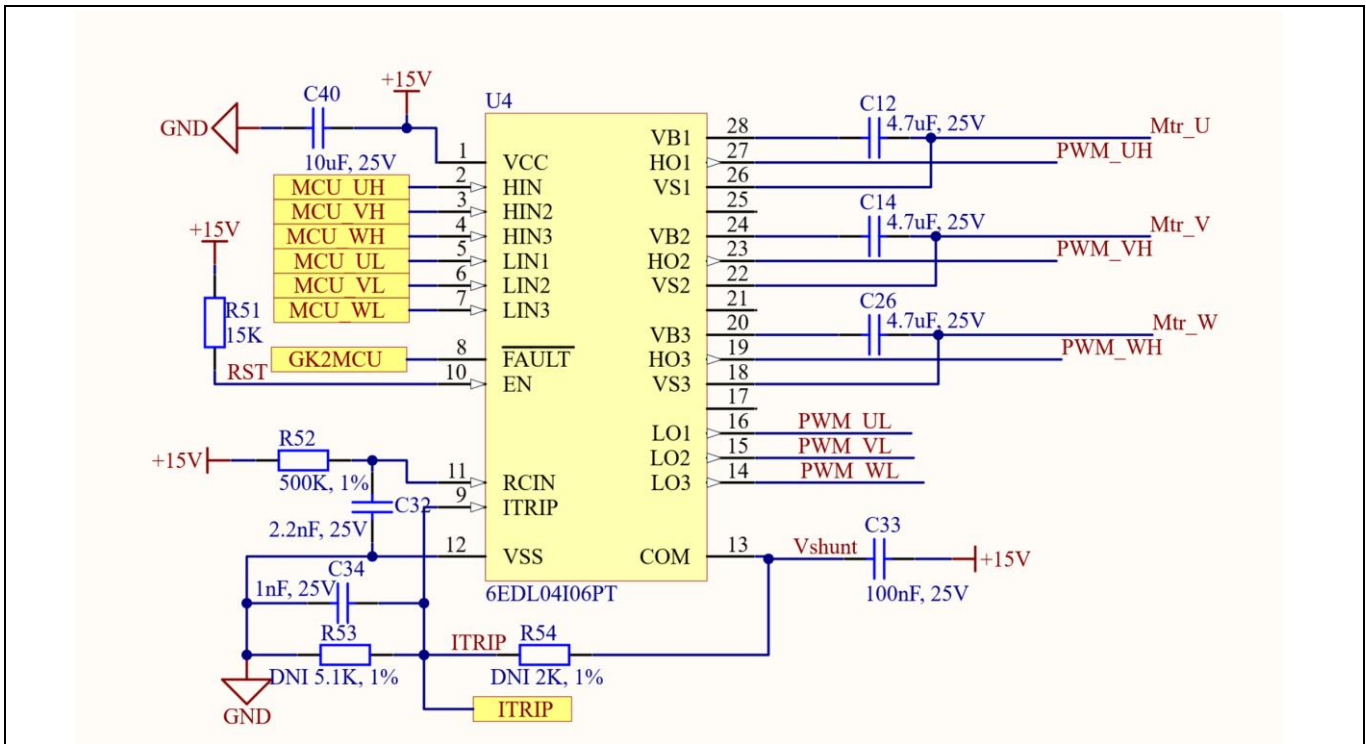 +15V
C40
GND
10uF, 25V
U4
1 VCC
MCU_UH 2 HIN
MCU_VH 3 HIN2
MCU_WH 4 HIN3
MCU_UL 5 LIN1
MCU_VL 6 LIN2
MCU_WL 7 LIN3
+15V
R51
15K
GK2MCU 8 FAULT
RST 10 EN
R52
+15V
500K, 1%
11 RCIN
C32
9 ITRIP
2.2nF, 25V
12 VSS
C34
1nF, 25V
6EDL04I06PT
R53
DNI 5.1K, 1%
ITRIP
R54
DNI 2K, 1%
GND
ITRIP
C12
VB1 28 4.7uF, 25V Mtr_U
HO1 27 PWM_UH
VS1 26
25
C14
VB2 24 4.7uF, 25V Mtr_V
HO2 23 PWM_VH
VS2 22
21
C26
VB3 20 4.7uF, 25V Mtr_W
HO3 19 PWM_WH
VS3 18
17
LO1 16 PWM_UL
LO2 15 PWM_VL
LO3 14 PWM_WL
C33
COM 13 Vshunt +15V
100nF, 25V